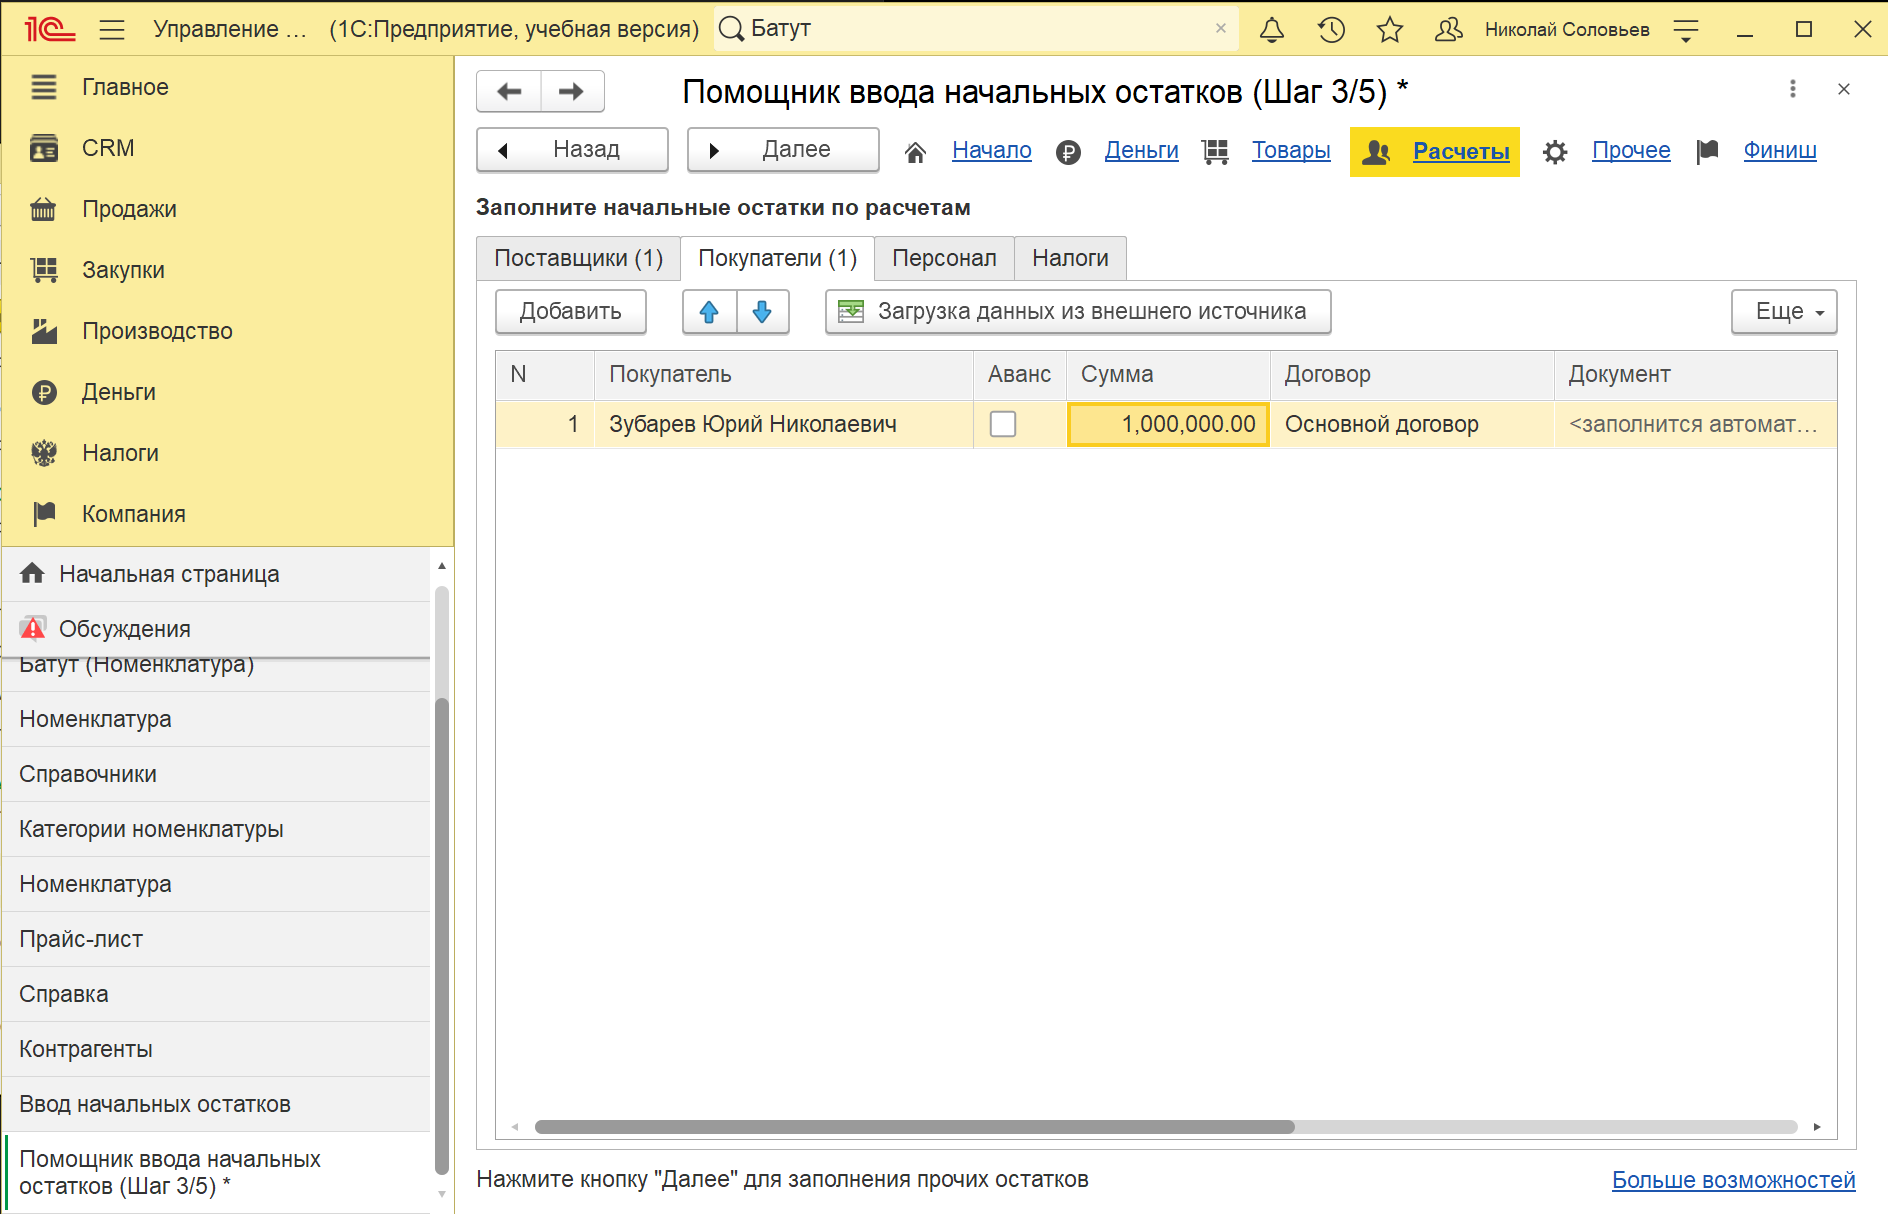 1С Управление ... (1С:Предприятие, учебная версия) Батут Николай Соловьев
Главное
CRM
Продажи
Закупки
Производство
Деньги
Налоги
Компания
Начальная страница
Обсуждения
Батут (Номенклатура)
Номенклатура
Справочники
Категории номенклатуры
Номенклатура
Прайс-лист
Справка
Контрагенты
Ввод начальных остатков
Помощник ввода начальных
остатков (Шаг 3/5) *
Помощник ввода начальных остатков (Шаг 3/5) *
Назад Далее Начало Деньги Товары Расчеты Прочее Финиш
Заполните начальные остатки по расчетам
Поставщики (1) Покупатели (1) Персонал Налоги
Добавить Загрузка данных из внешнего источника Еще
N Покупатель Аванс Сумма Договор Документ
1 Зубарев Юрий Николаевич 1,000,000.00 Основной договор <заполнится автомат...
Нажмите кнопку "Далее" для заполнения прочих остатков Больше возможностей